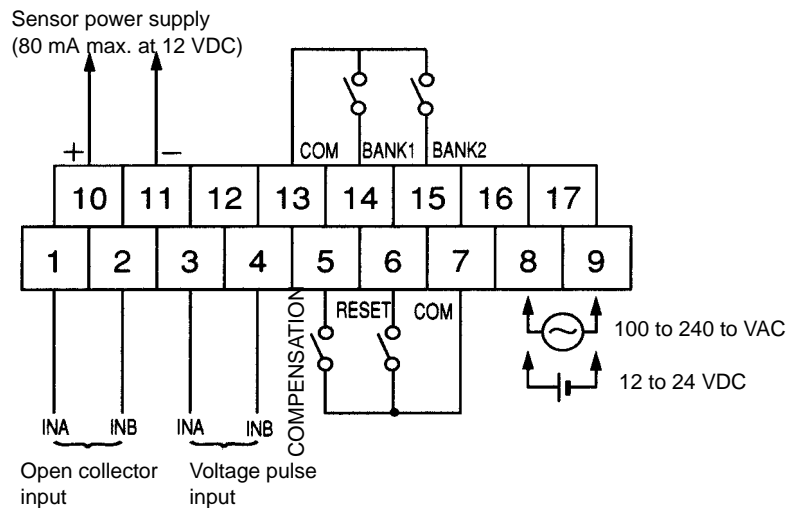 Sensor power supply
(80 mA max. at 12 VDC)
+ −
COM BANK1 BANK2
10 11 12 13 14 15 16 17
1 2 3 4 5 6 7 8 9
COMPENSATION
RESET COM
100 to 240 to VAC
12 to 24 VDC
INA INB INA INB
Open collector
input
Voltage pulse
input